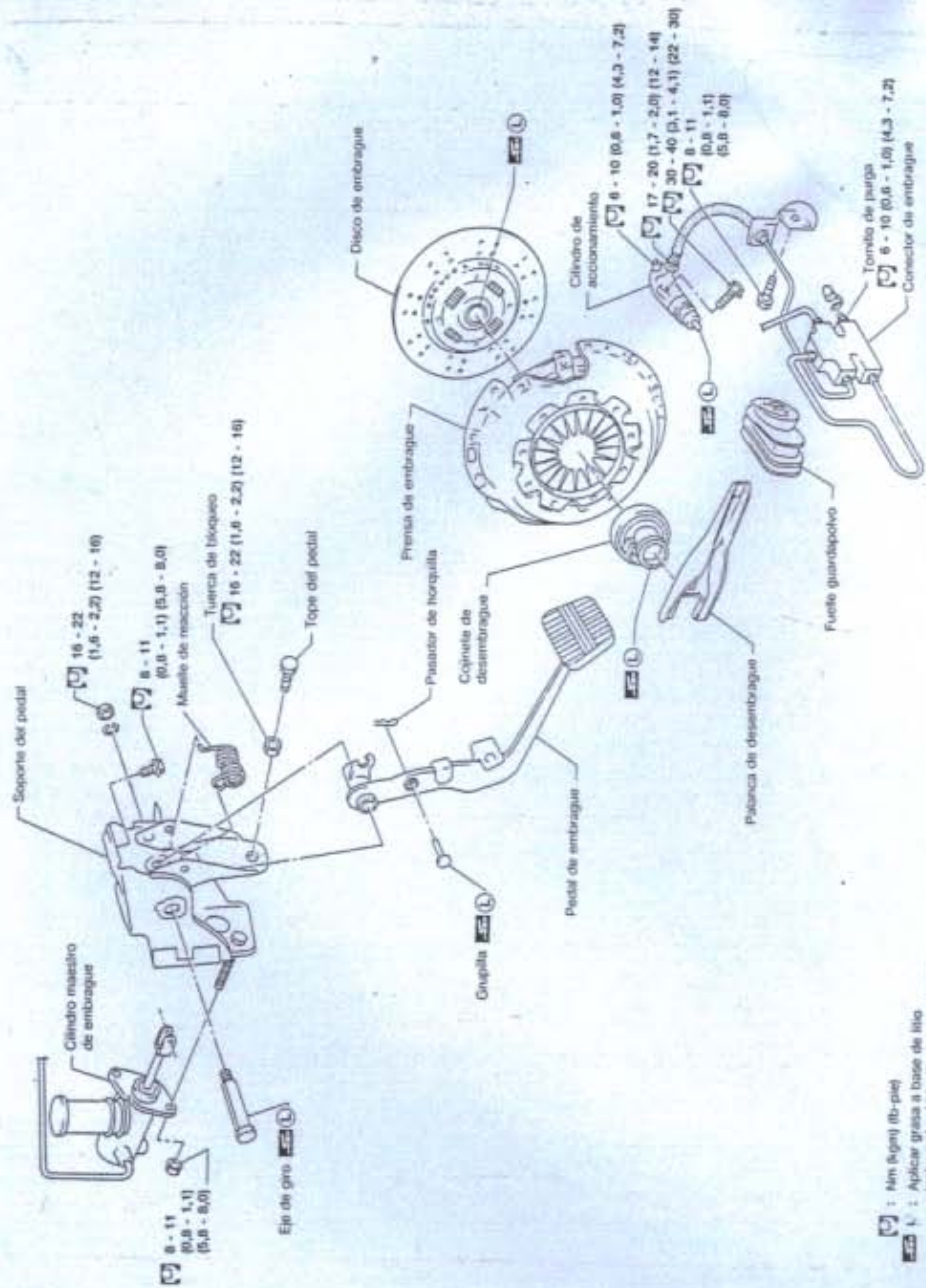 Soporte del pedal
16 - 22
(1,6 - 2,2) (12 - 16)
8 - 11
(0,8 - 1,1) (5,8 - 8,0)
Muelle de reacción
Tuerca de bloqueo
16 - 22 (1,6 - 2,2) (12 - 16)
Tope del pedal
Cilindro maestro
de embrague
8 - 11
(0,8 - 1,1)
(5,8 - 8,0)
Eje de giro L
Pasador de horquilla
Grupilla L
Pedal de embrague
Disco de embrague
L
Prensa de embrague
Cojinete de
desembrague
L
Palanca de desembrague
Fuelle guardapolvo
Cilindro de
accionamiento
6 - 10 (0,6 - 1,0) (4,3 - 7,2)
17 - 20 (1,7 - 2,0) (12 - 14)
30 - 40 (3,1 - 4,1) (22 - 30)
8 - 11
(0,8 - 1,1)
(5,8 - 8,0)
L
Tornillo de purga
6 - 10 (0,6 - 1,0) (4,3 - 7,2)
Conector de embrague
: Nm (kgm) (lb-pie)
: Aplicar grasa a base de litio